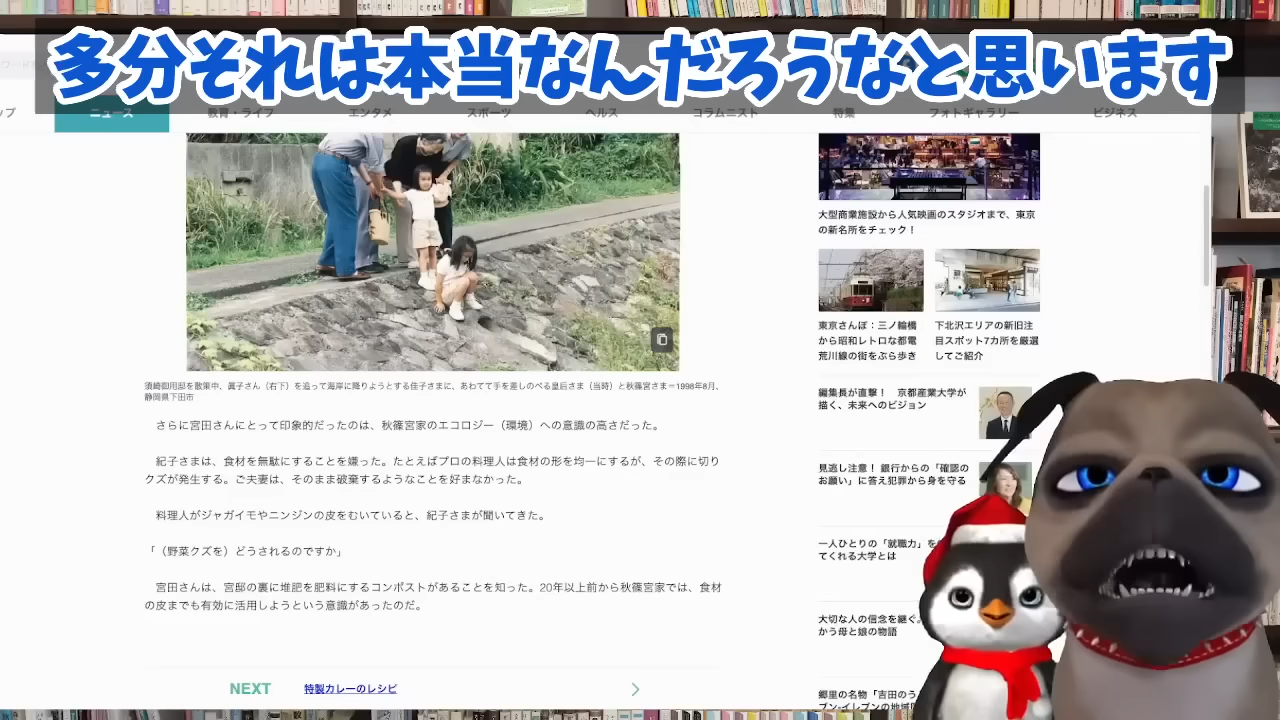 多分それは本当なんだろうなと思います
ップ
ニュース
教育・ライフ
エンタメ
スポーツ
ヘルス
コラムニスト
特集
フォトギャラリー
ビジネス
須崎御用邸を散策中、眞子さん（右下）を追って海岸に降りようとする佳子さまに、あわてて手を差しのべる皇后さま（当時）と秋篠宮さま＝1998年8月、
静岡県下田市
さらに宮田さんにとって印象的だったのは、秋篠宮家のエコロジー（環境）への意識の高さだった。
紀子さまは、食材を無駄にすることを嫌った。たとえばプロの料理人は食材の形を均一にするが、その際に切り
クズが発生する。ご夫妻は、そのまま破棄するようなことを好まなかった。
料理人がジャガイモやニンジンの皮をむいていると、紀子さまが聞いてきた。
「（野菜クズを）どうされるのですか」
宮田さんは、宮邸の裏に堆肥を肥料にするコンポストがあることを知った。20年以上前から秋篠宮家では、食材
の皮までも有効に活用しようという意識があったのだ。
NEXT 特製カレーのレシピ
大型商業施設から人気映画のスタジオまで、東京
の新名所をチェック！
東京さんぽ：三ノ輪橋
から昭和レトロな都電
荒川線の街をぶら歩き
下北沢エリアの新旧注
目スポット7カ所を厳選
してご紹介
編集長が直撃！ 京都産業大学が
描く、未来へのビジョン
見逃し注意！ 銀行からの「確認の
お願い」に答え犯罪から身を守る
一人ひとりの「就職力」を
てくれる大学とは
大切な人の信念を継ぐ。
かう母と娘の物語
郷里の名物「吉田のう
ブン‐イレブンの地域